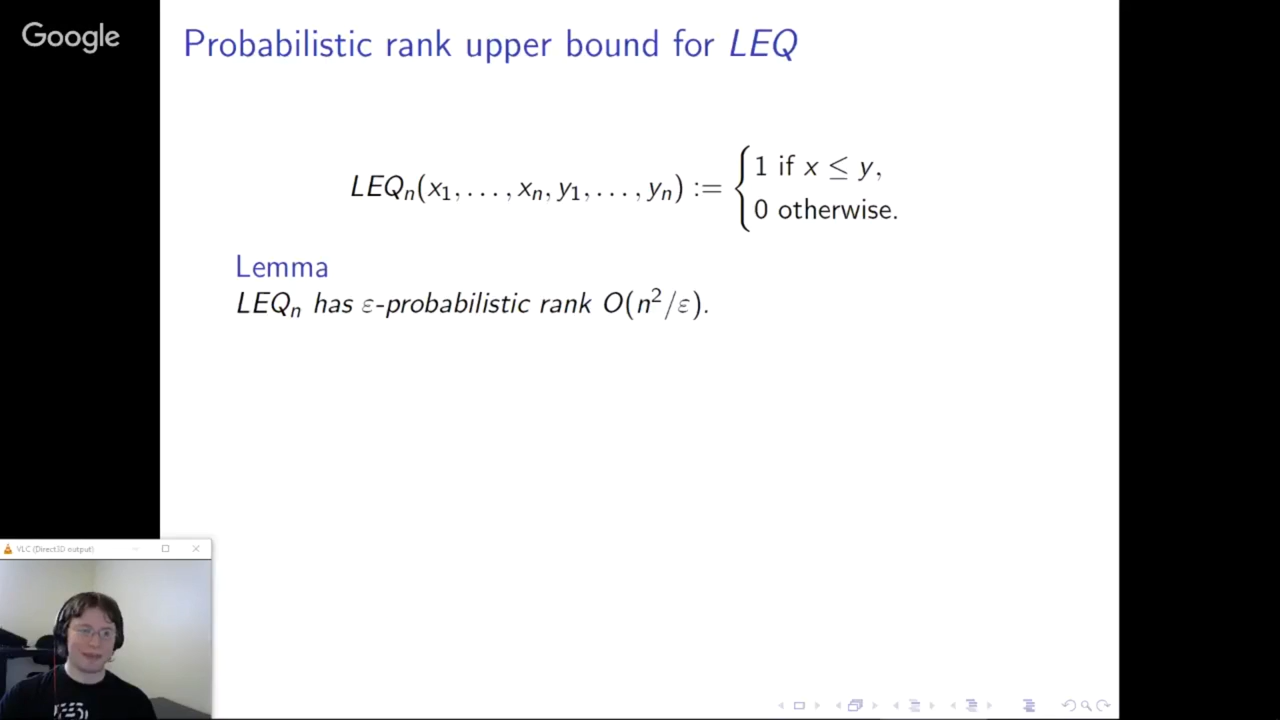 Google
Probabilistic rank upper bound for LEQ
LEQₙ(x₁, . . . , xₙ, y₁, . . . , yₙ) := { 1 if x ≤ y,
0 otherwise.
Lemma
LEQₙ has ε-probabilistic rank O(n²/ε).
VLC (Direct3D output)